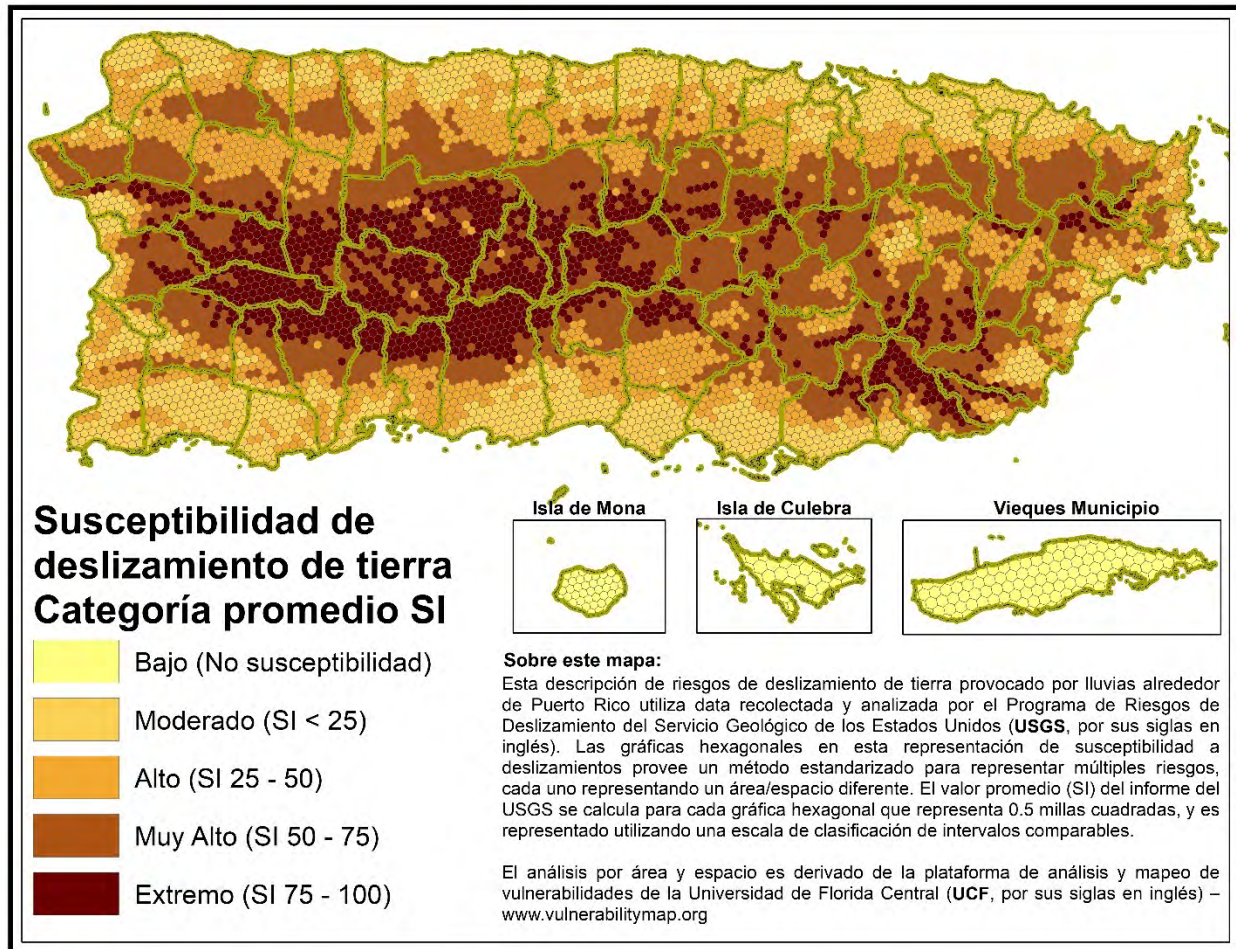 Isla de Mona
Isla de Culebra
Vieques Municipio
Susceptibilidad de
deslizamiento de tierra
Categoría promedio SI
Bajo (No susceptibilidad)
Moderado (SI < 25)
Alto (SI 25 - 50)
Muy Alto (SI 50 - 75)
Extremo (SI 75 - 100)
Sobre este mapa:
Esta descripción de riesgos de deslizamiento de tierra provocado por lluvias alrededor
de Puerto Rico utiliza data recolectada y analizada por el Programa de Riesgos de
Deslizamiento del Servicio Geológico de los Estados Unidos (USGS, por sus siglas en
inglés). Las gráficas hexagonales en esta representación de susceptibilidad a
deslizamientos provee un método estandarizado para representar múltiples riesgos,
cada uno representando un área/espacio diferente. El valor promedio (SI) del informe del
USGS se calcula para cada gráfica hexagonal que representa 0.5 millas cuadradas, y es
representado utilizando una escala de clasificación de intervalos comparables.
El análisis por área y espacio es derivado de la plataforma de análisis y mapeo de
vulnerabilidades de la Universidad de Florida Central (UCF, por sus siglas en inglés) –
www.vulnerabilitymap.org